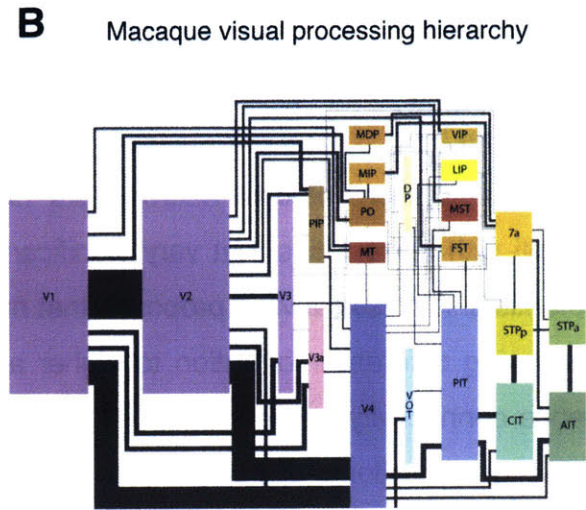 B Macaque visual processing hierarchy
MDP
VIP
MIP
LIP
DP
PIP
PO
MST
7a
MT
FST
V1
V2
V3
V3a
V4
VOT
PIT
STPp
STPa
CIT
AIT